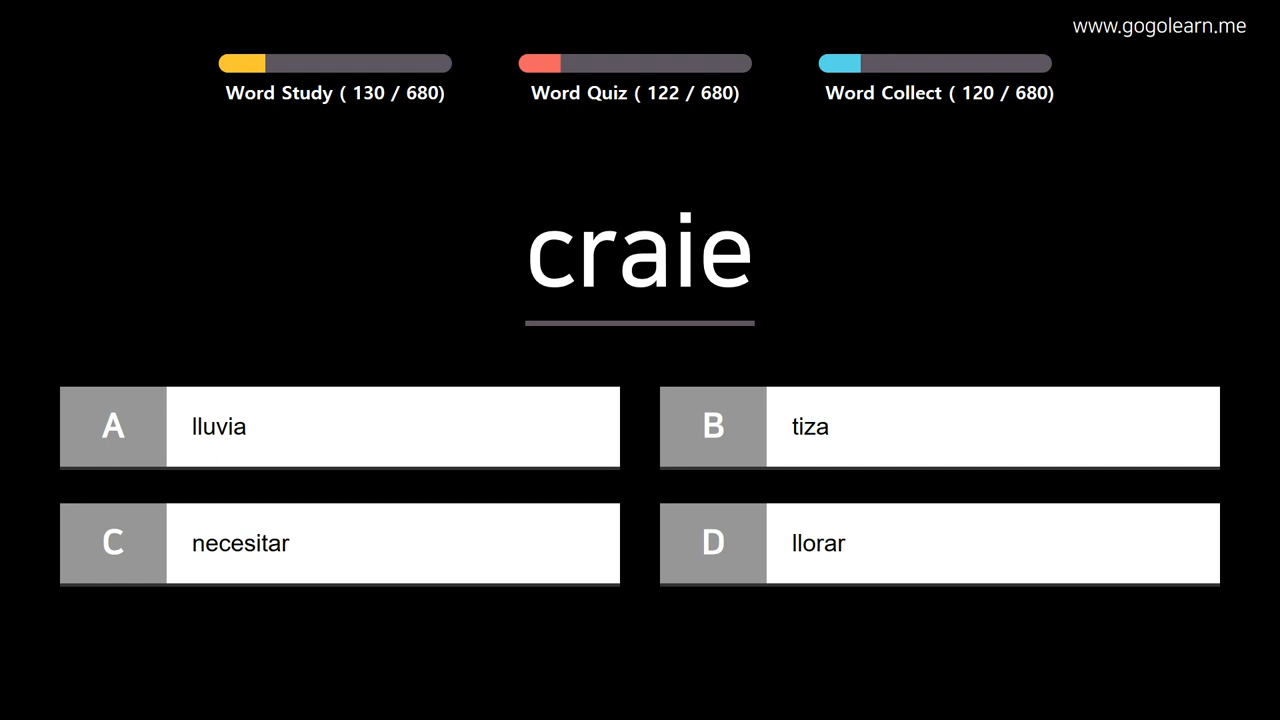 www.gogolearn.me
Word Study ( 130 / 680)
Word Quiz ( 122 / 680)
Word Collect ( 120 / 680)
craie
A lluvia
B tiza
C necesitar
D llorar